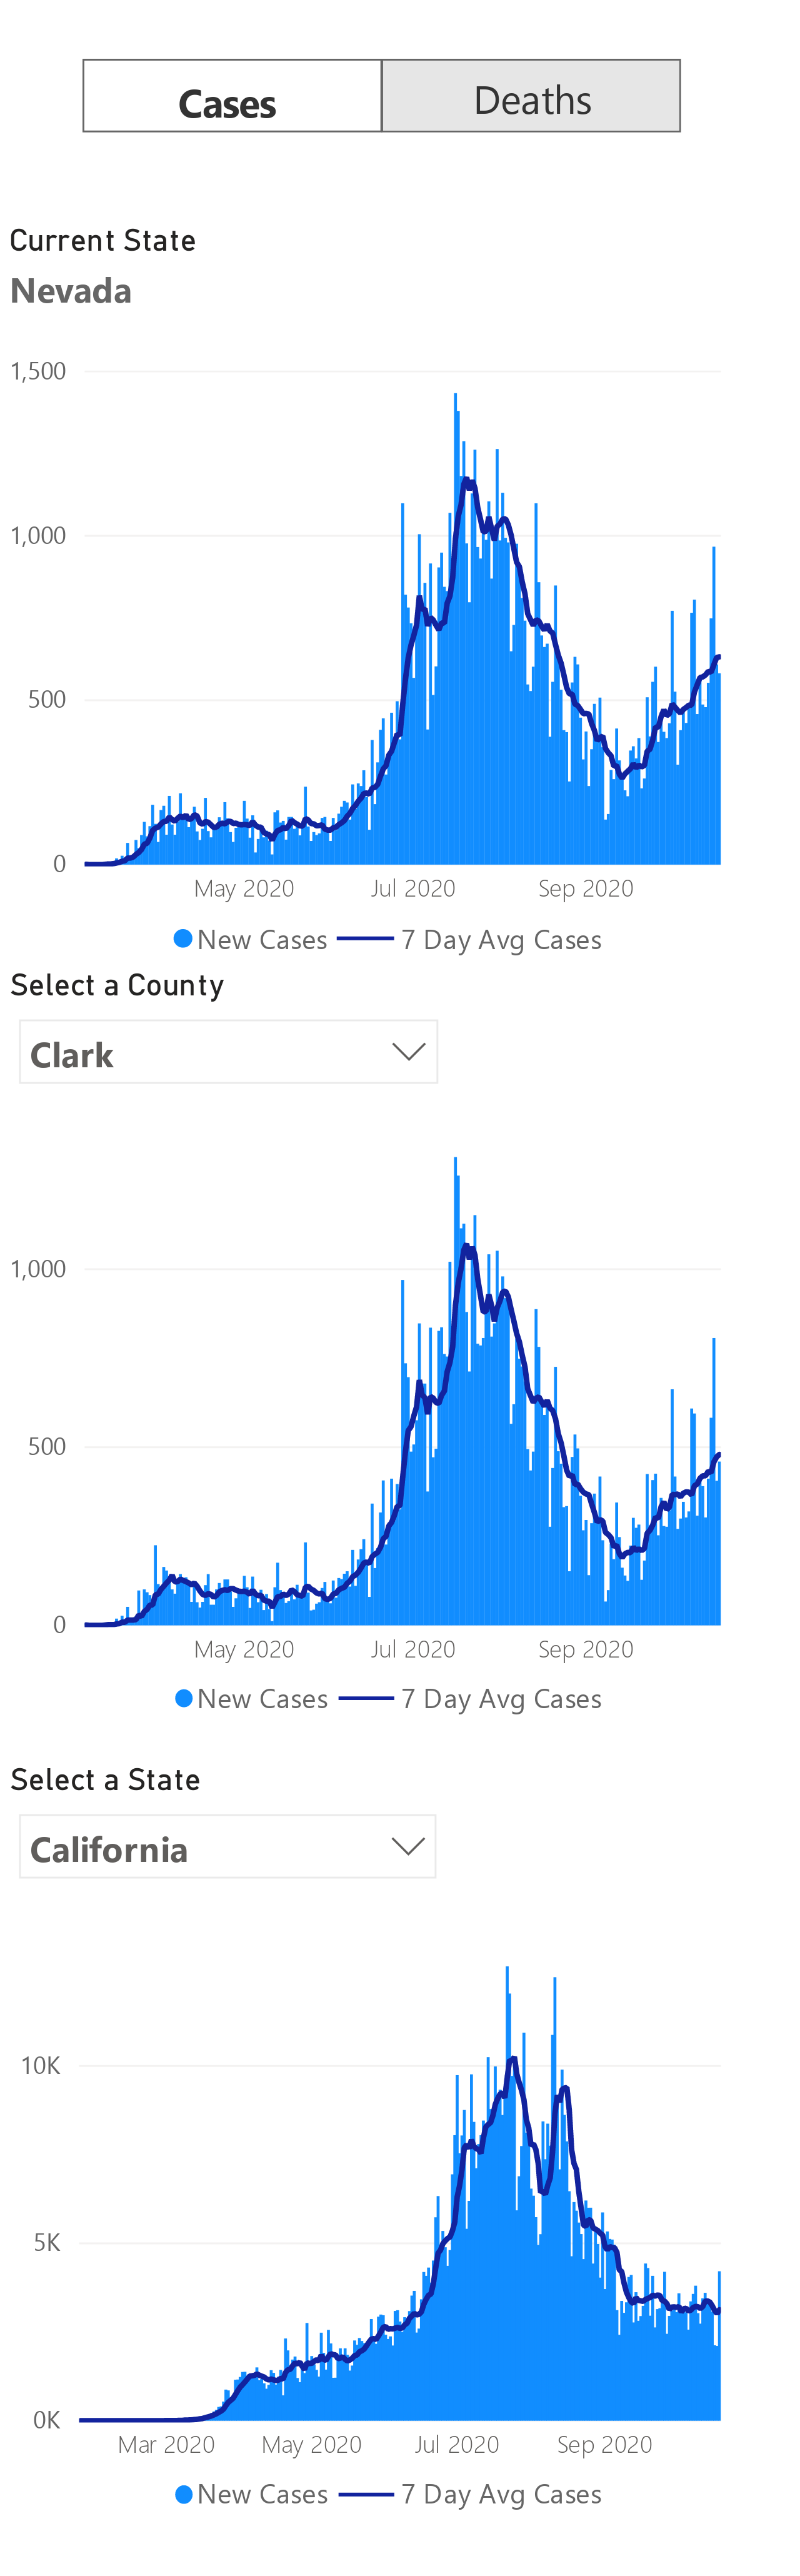 Cases Deaths
Current State
Nevada
1,500
1,000
500
0
May 2020 Jul 2020 Sep 2020
New Cases 7 Day Avg Cases
Select a County
Clark
1,000
500
0
May 2020 Jul 2020 Sep 2020
New Cases 7 Day Avg Cases
Select a State
California
10K
5K
0K
Mar 2020 May 2020 Jul 2020 Sep 2020
New Cases 7 Day Avg Cases